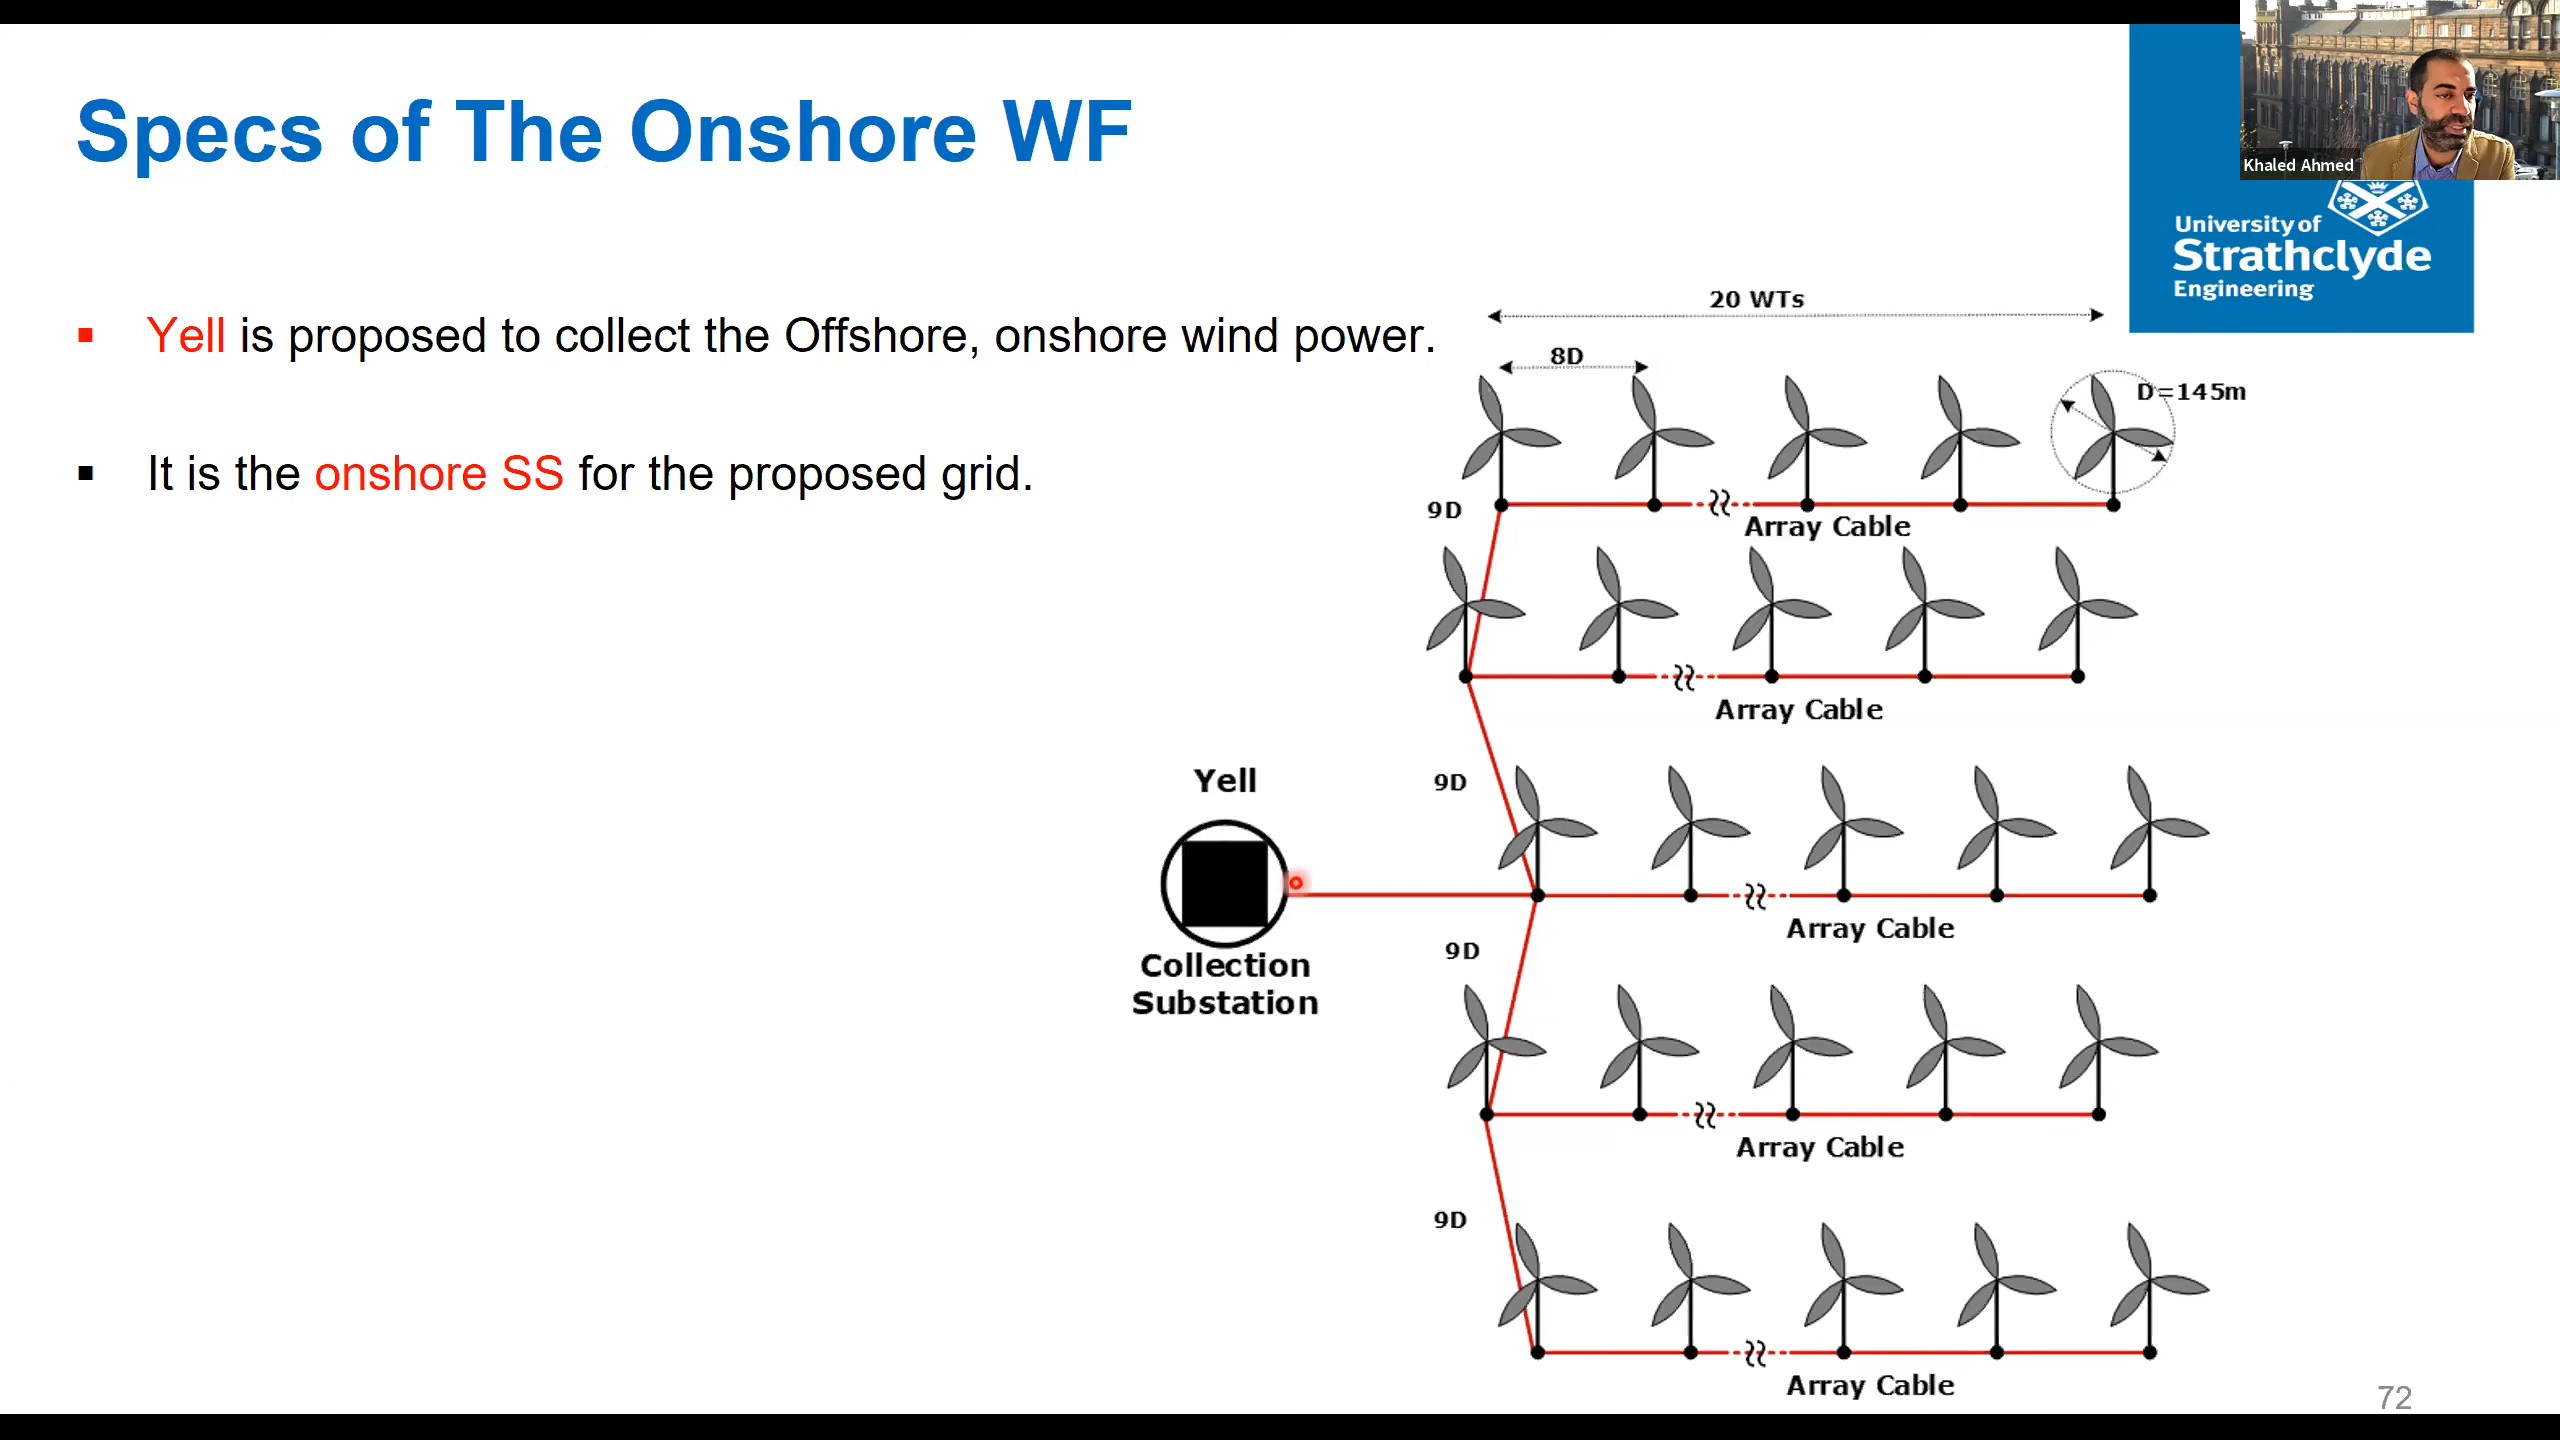 Khaled Ahmed
Specs of The Onshore WF
University of
Strathclyde
Engineering
Yell is proposed to collect the Offshore, onshore wind power.
It is the onshore SS for the proposed grid.
20 WTs
8D
D=145m
9D
Array Cable
Array Cable
9D
Yell
Array Cable
9D
Collection
Substation
Array Cable
9D
Array Cable
72